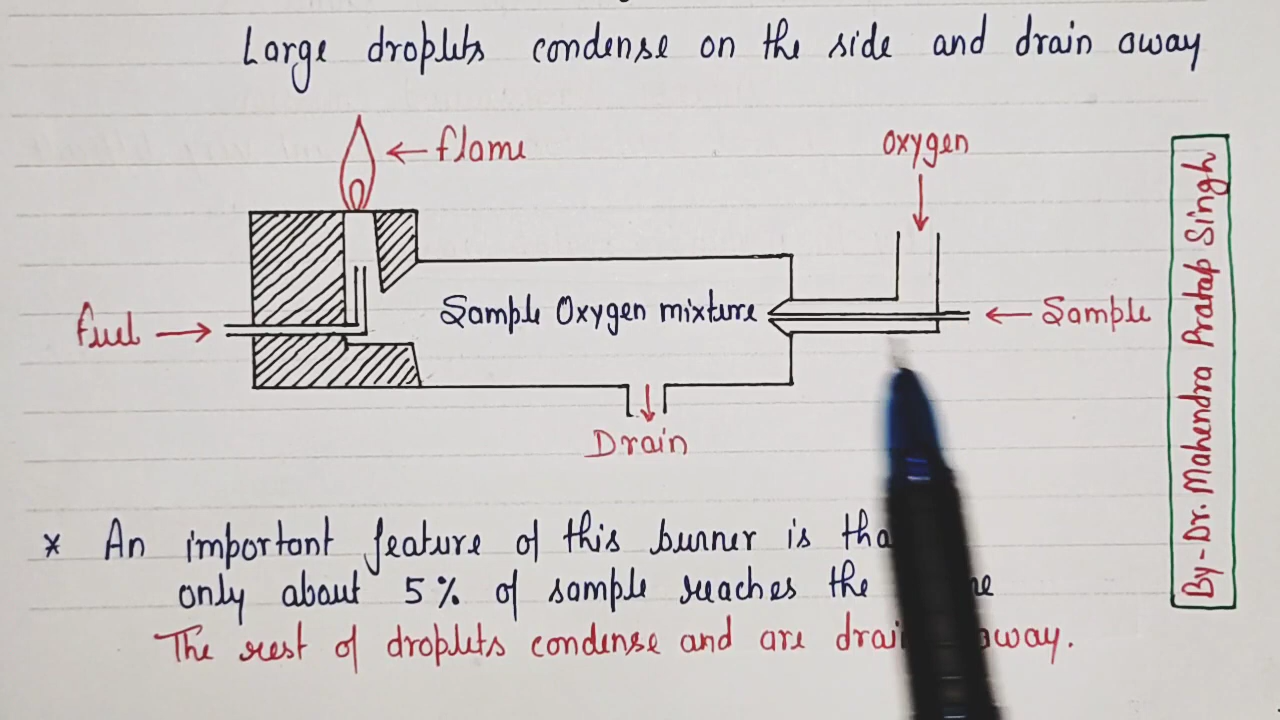 Large droplets condense on the side and drain away
flame
oxygen
Sample Oxygen mixture
fuel
Sample
Drain
By-Dr. Mahendra Pratap Singh
* An important feature of this burner is tha
only about 5% of sample reaches the
The rest of droplets condense and are drai away.